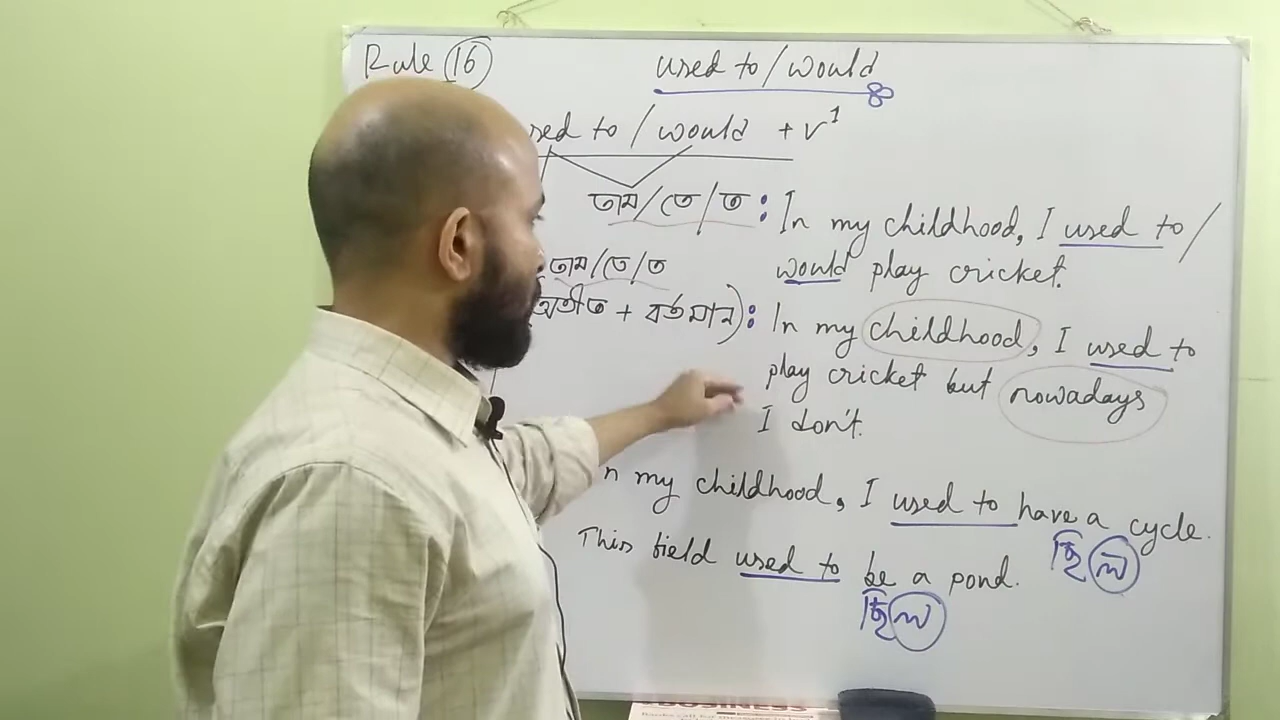 Rule 16
used to/would
sed to / would + v1
তাম/তে/ত : In my childhood, I used to/
would play cricket.
তাম/তে/ত
অতীত + বর্তমান) : In my childhood, I used to
play cricket but nowadays
I don't.
n my childhood, I used to have a cycle.
ছিল
This field used to be a pond.
ছিল
BUSINESS